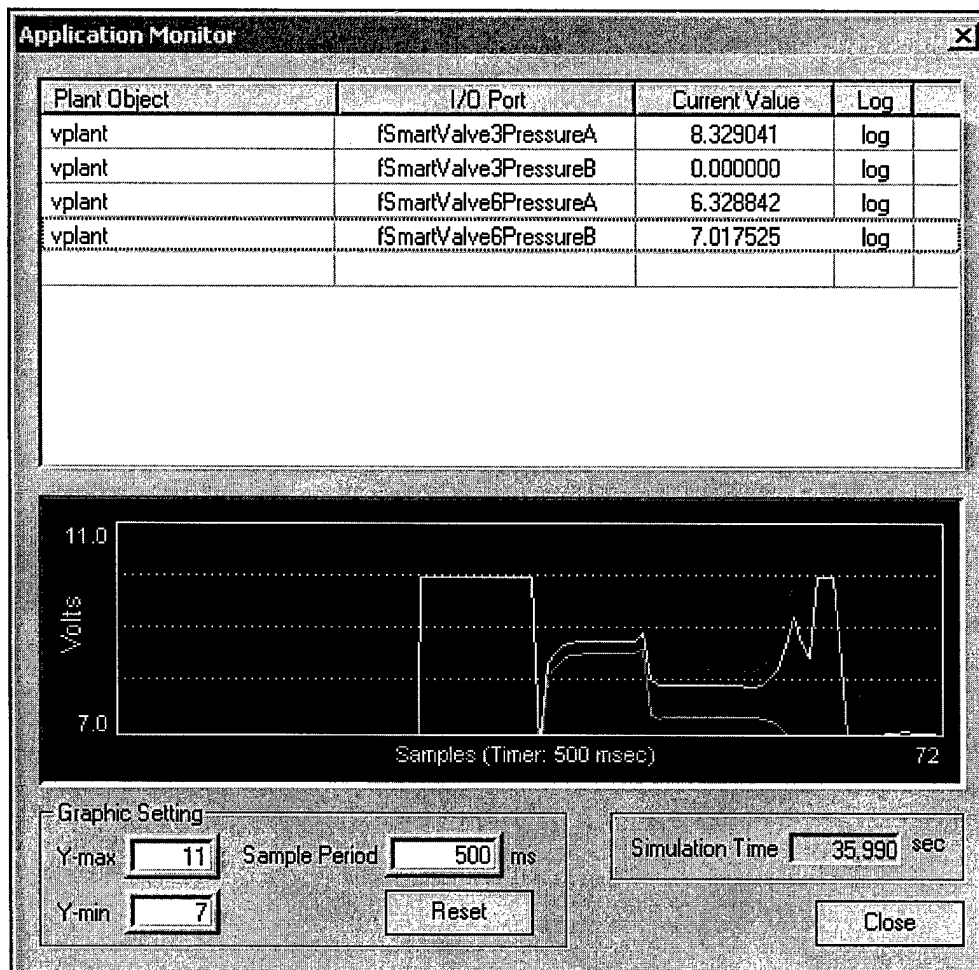 Application Monitor
Plant Object I/O Port Current Value Log
vplant fSmartValve3PressureA 8.329041 log
vplant fSmartValve3PressureB 0.000000 log
vplant fSmartValve6PressureA 6.328842 log
vplant fSmartValve6PressureB 7.017525 log
11.0
Volts
7.0
Samples (Timer: 500 msec) 72
Graphic Setting
Y-max 11 Sample Period 500 ms
Y-min 7 Reset
Simulation Time 35.990 sec
Close